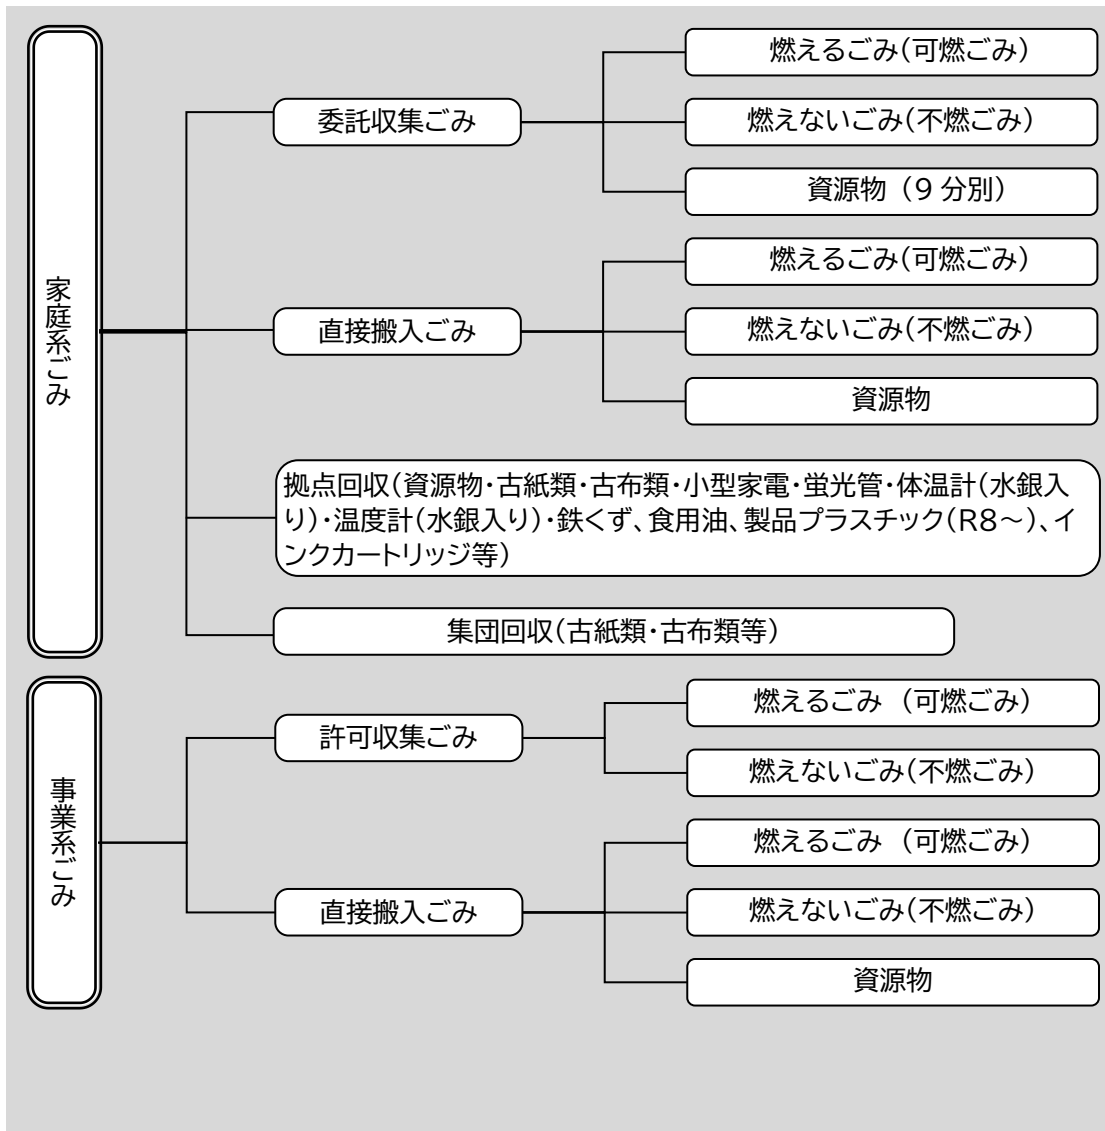 家庭系ごみ
委託収集ごみ
燃えるごみ(可燃ごみ)
燃えないごみ(不燃ごみ)
資源物（9分別）
直接搬入ごみ
燃えるごみ(可燃ごみ)
燃えないごみ(不燃ごみ)
資源物
拠点回収(資源物・古紙類・古布類・小型家電・蛍光管・体温計(水銀入
り)・温度計(水銀入り)・鉄くず、食用油、製品プラスチック(R8～)、イ
ンクカートリッジ等)
集団回収(古紙類・古布類等)
事業系ごみ
許可収集ごみ
燃えるごみ （可燃ごみ)
燃えないごみ(不燃ごみ)
直接搬入ごみ
燃えるごみ （可燃ごみ)
燃えないごみ(不燃ごみ)
資源物